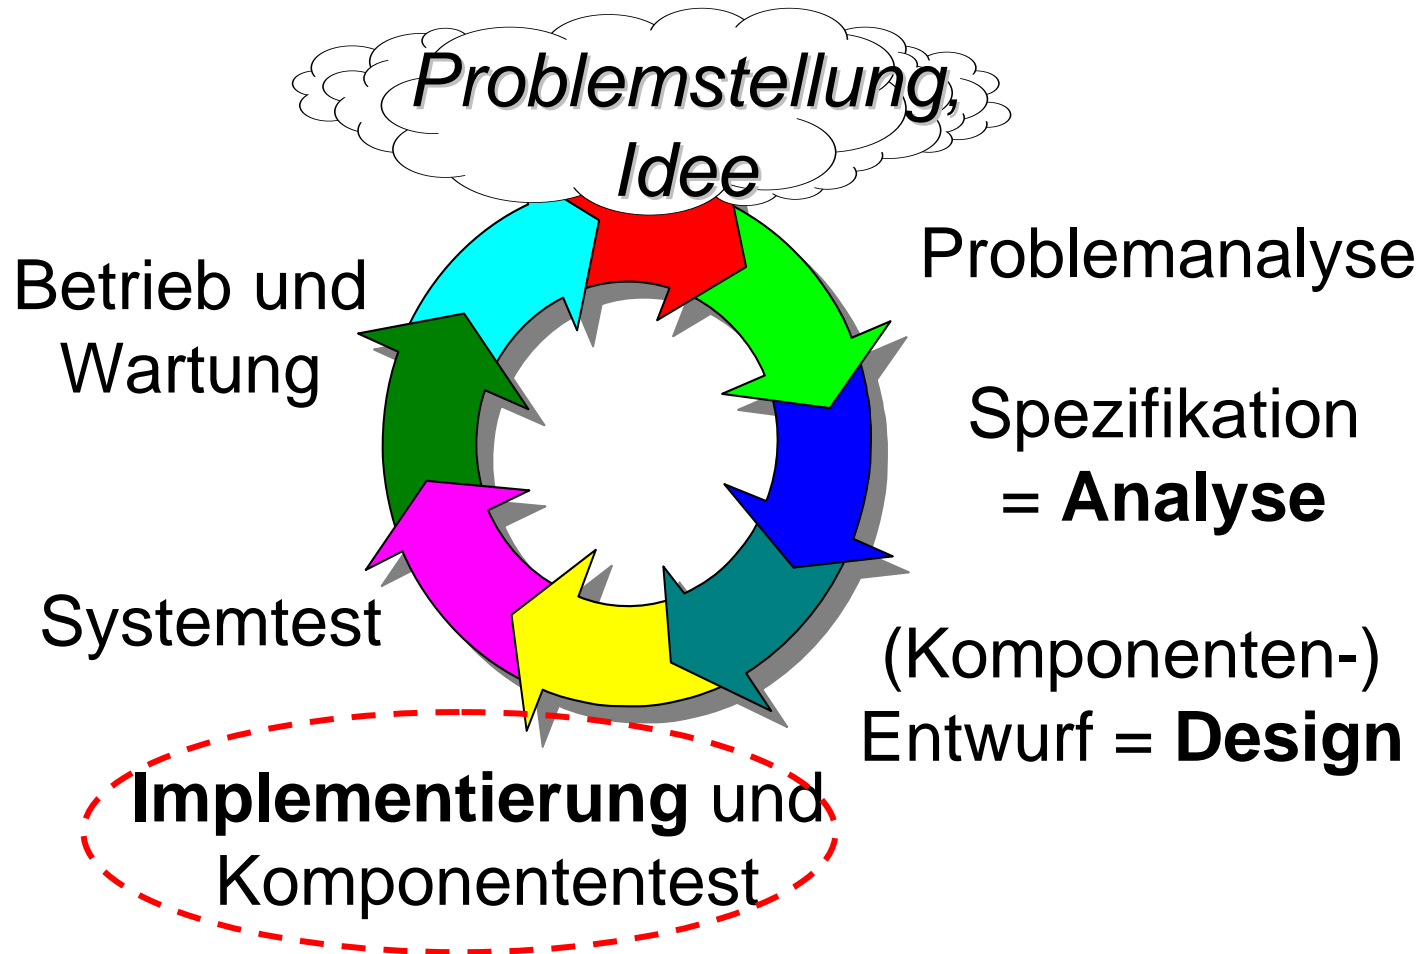 Problemstellung,
Idee
Problemanalyse
Spezifikation
= Analyse
(Komponenten-)
Entwurf = Design
Implementierung und
Komponententest
Systemtest
Betrieb und
Wartung